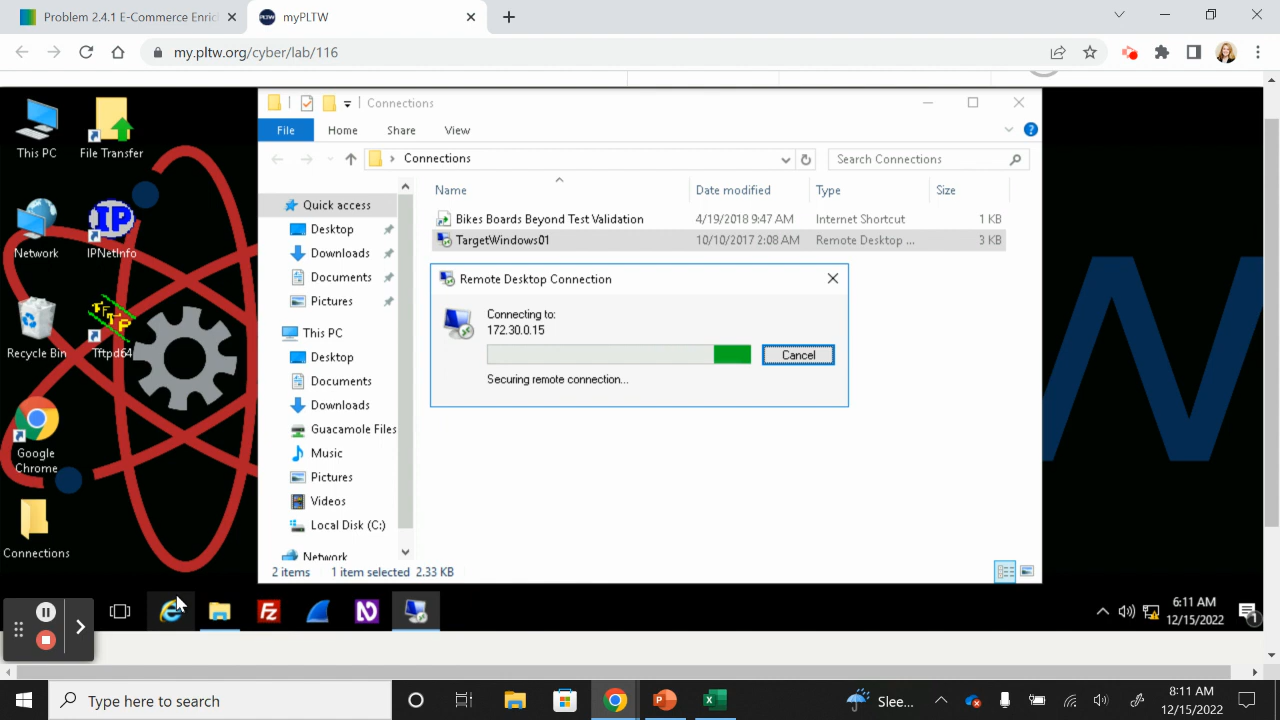 Problem 2.4.1 E-Commerce Enric
myPLTW
my.pltw.org/cyber/lab/116
This PC
File Transfer
Network
IPNetInfo
Recycle Bin
Tftpd64
Google
Chrome
Connections
Connections
File
Home
Share
View
Connections
Search Connections
Name
Date modified
Type
Size
Bikes Boards Beyond Test Validation
4/19/2018 9:47 AM
Internet Shortcut
1 KB
TargetWindows01
10/10/2017 2:08 AM
Remote Desktop ...
3 KB
Quick access
Desktop
Downloads
Documents
Pictures
This PC
Desktop
Documents
Downloads
Guacamole Files
Music
Pictures
Videos
Local Disk (C:)
Network
Remote Desktop Connection
Connecting to:
172.30.0.15
Cancel
Securing remote connection...
2 items
1 item selected
2.33 KB
6:11 AM
12/15/2022
1
Type here to search
Slee...
8:11 AM
12/15/2022